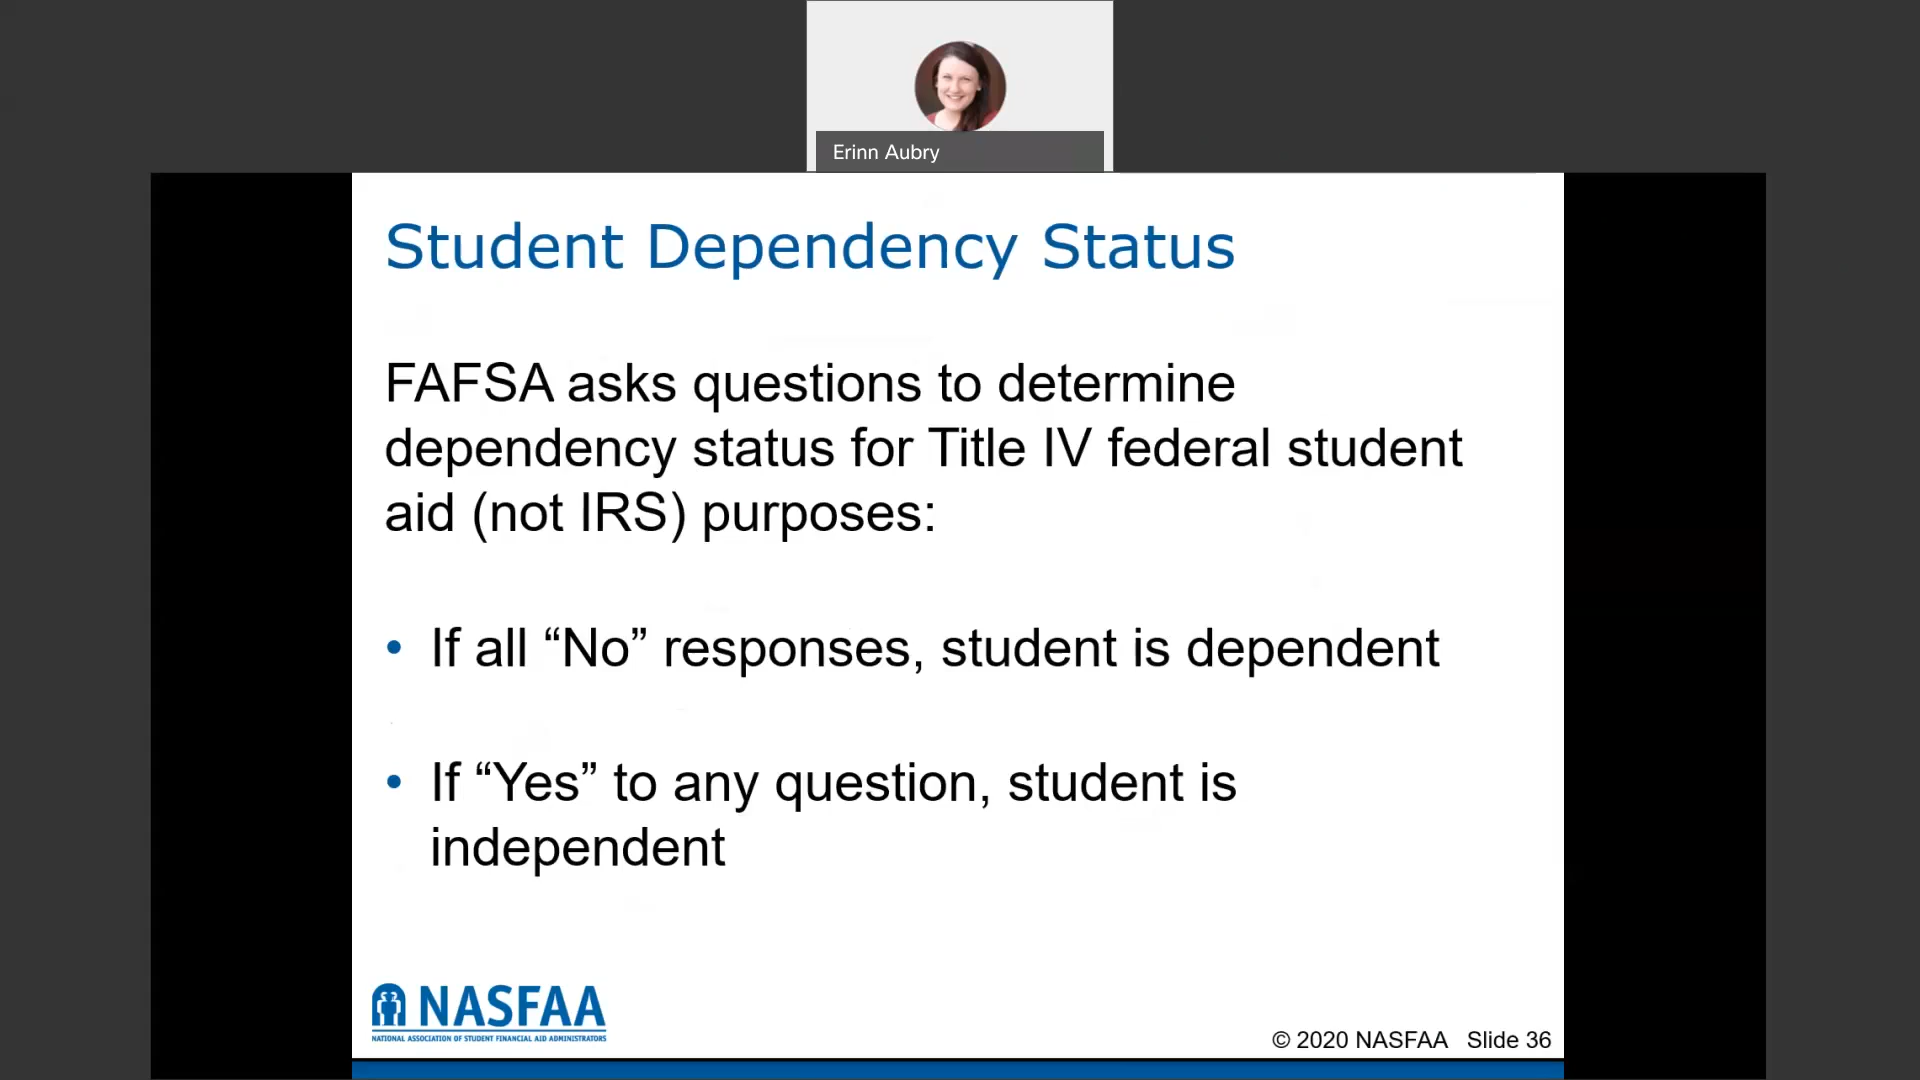 Erinn Aubry
Student Dependency Status
FAFSA asks questions to determine
dependency status for Title IV federal student
aid (not IRS) purposes:
• If all “No” responses, student is dependent
• If “Yes” to any question, student is
independent
NASFAA
NATIONAL ASSOCIATION OF STUDENT FINANCIAL AID ADMINISTRATORS
© 2020 NASFAA Slide 36